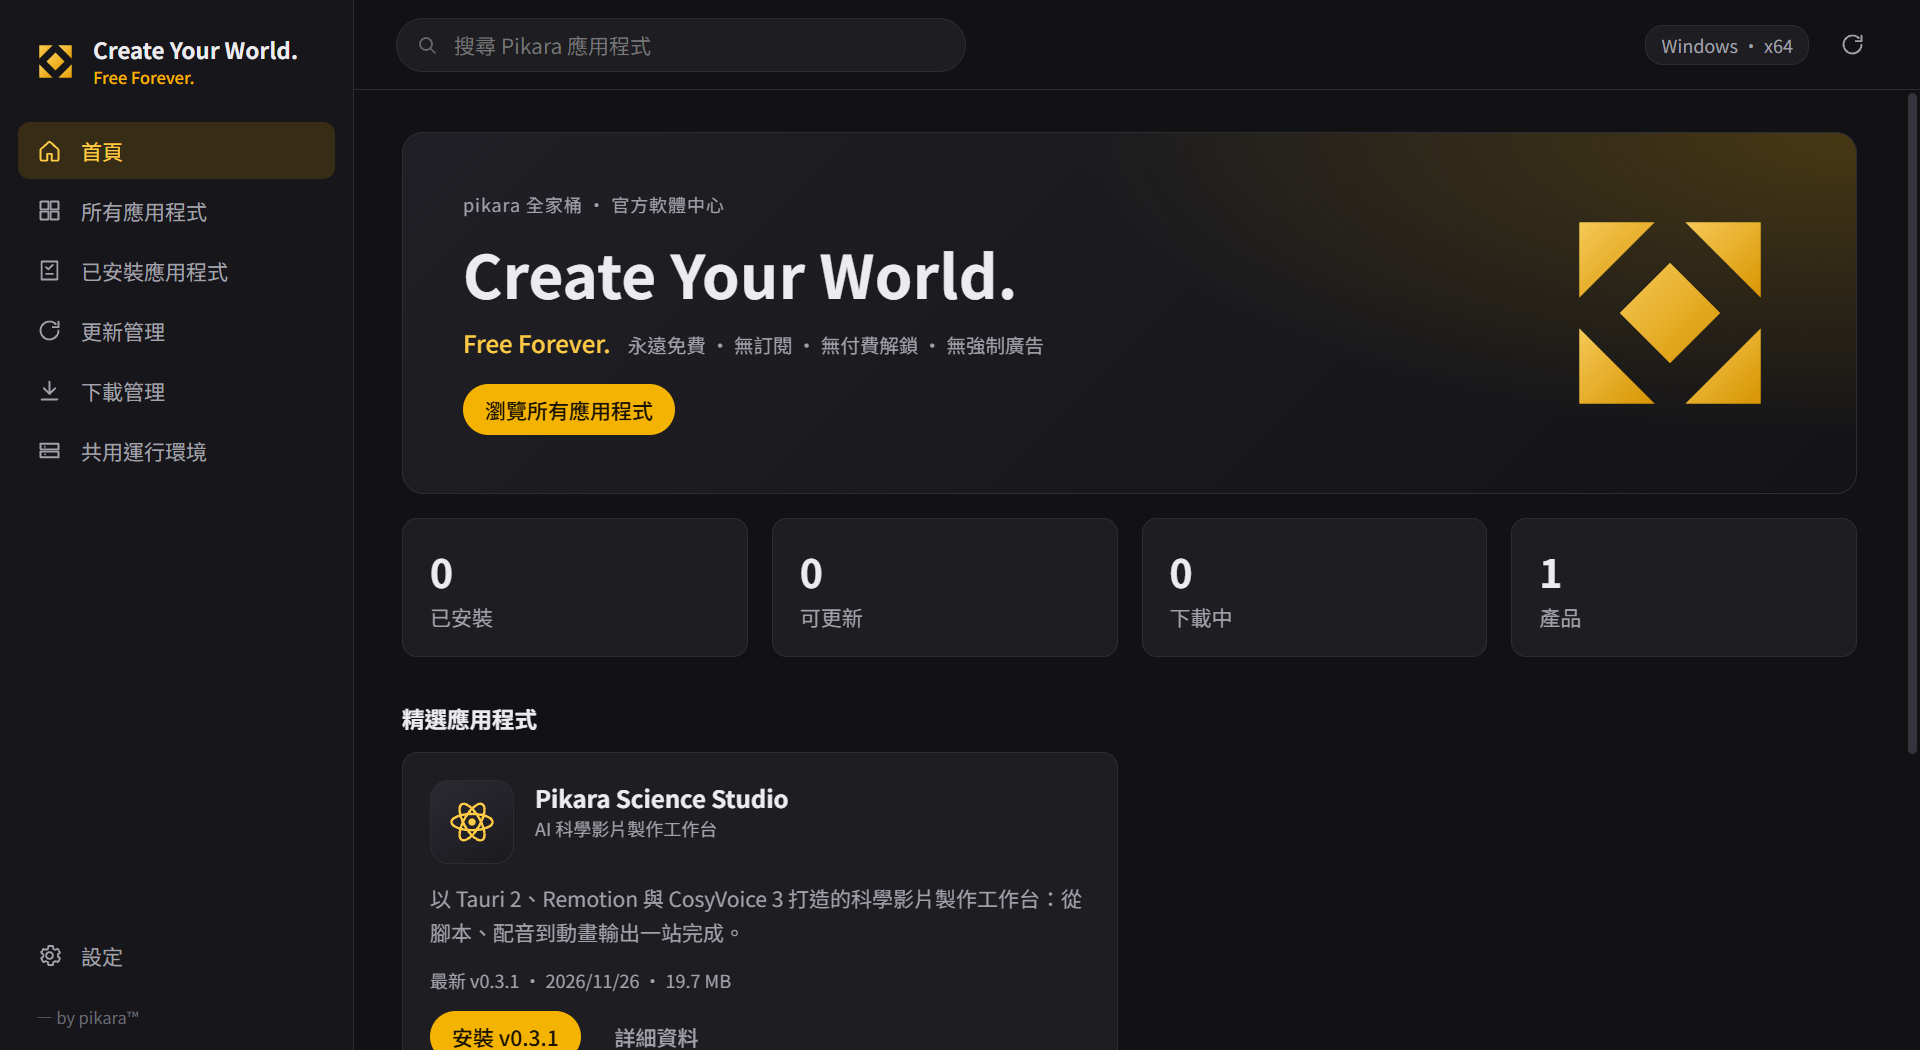 Create Your World.
Free Forever.
首頁
所有應用程式
已安裝應用程式
更新管理
下載管理
共用運行環境
設定
— by pikara™
搜尋 Pikara 應用程式
Windows • x64
pikara 全家桶 • 官方軟體中心
Create Your World.
Free Forever. 永遠免費 • 無訂閱 • 無付費解鎖 • 無強制廣告
瀏覽所有應用程式
0
已安裝
0
可更新
0
下載中
1
產品
精選應用程式
Pikara Science Studio
AI 科學影片製作工作台
以 Tauri 2、Remotion 與 CosyVoice 3 打造的科學影片製作工作台：從
腳本、配音到動畫輸出一站完成。
最新 v0.3.1 • 2026/11/26 • 19.7 MB
安裝 v0.3.1
詳細資料